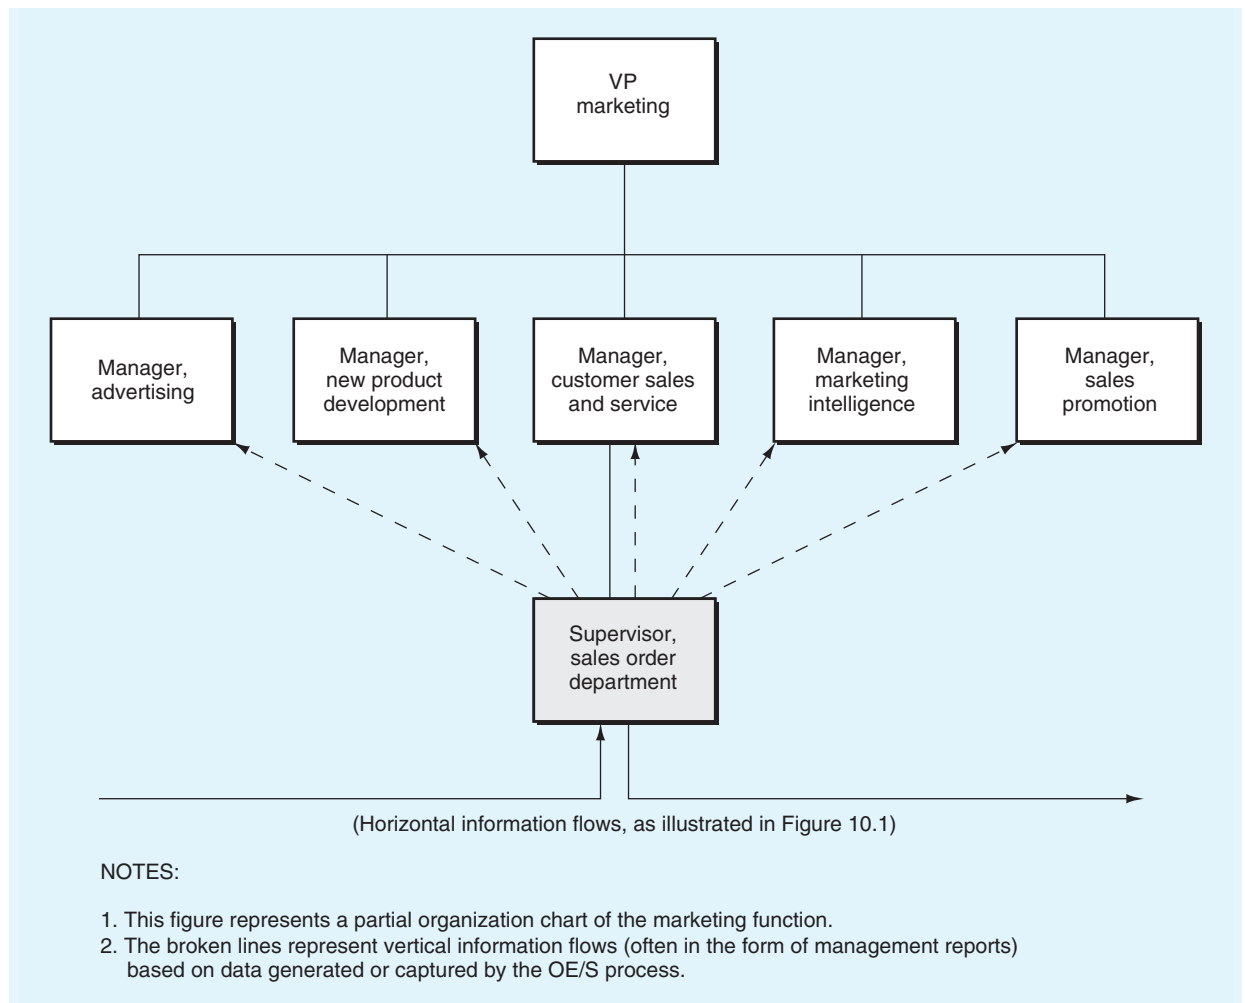 VP
marketing
Manager,
advertising
Manager,
new product
development
Manager,
customer sales
and service
Manager,
marketing
intelligence
Manager,
sales
promotion
Supervisor,
sales order
department
(Horizontal information flows, as illustrated in Figure 10.1)
NOTES:
1. This figure represents a partial organization chart of the marketing function.
2. The broken lines represent vertical information flows (often in the form of management reports)
based on data generated or captured by the OE/S process.